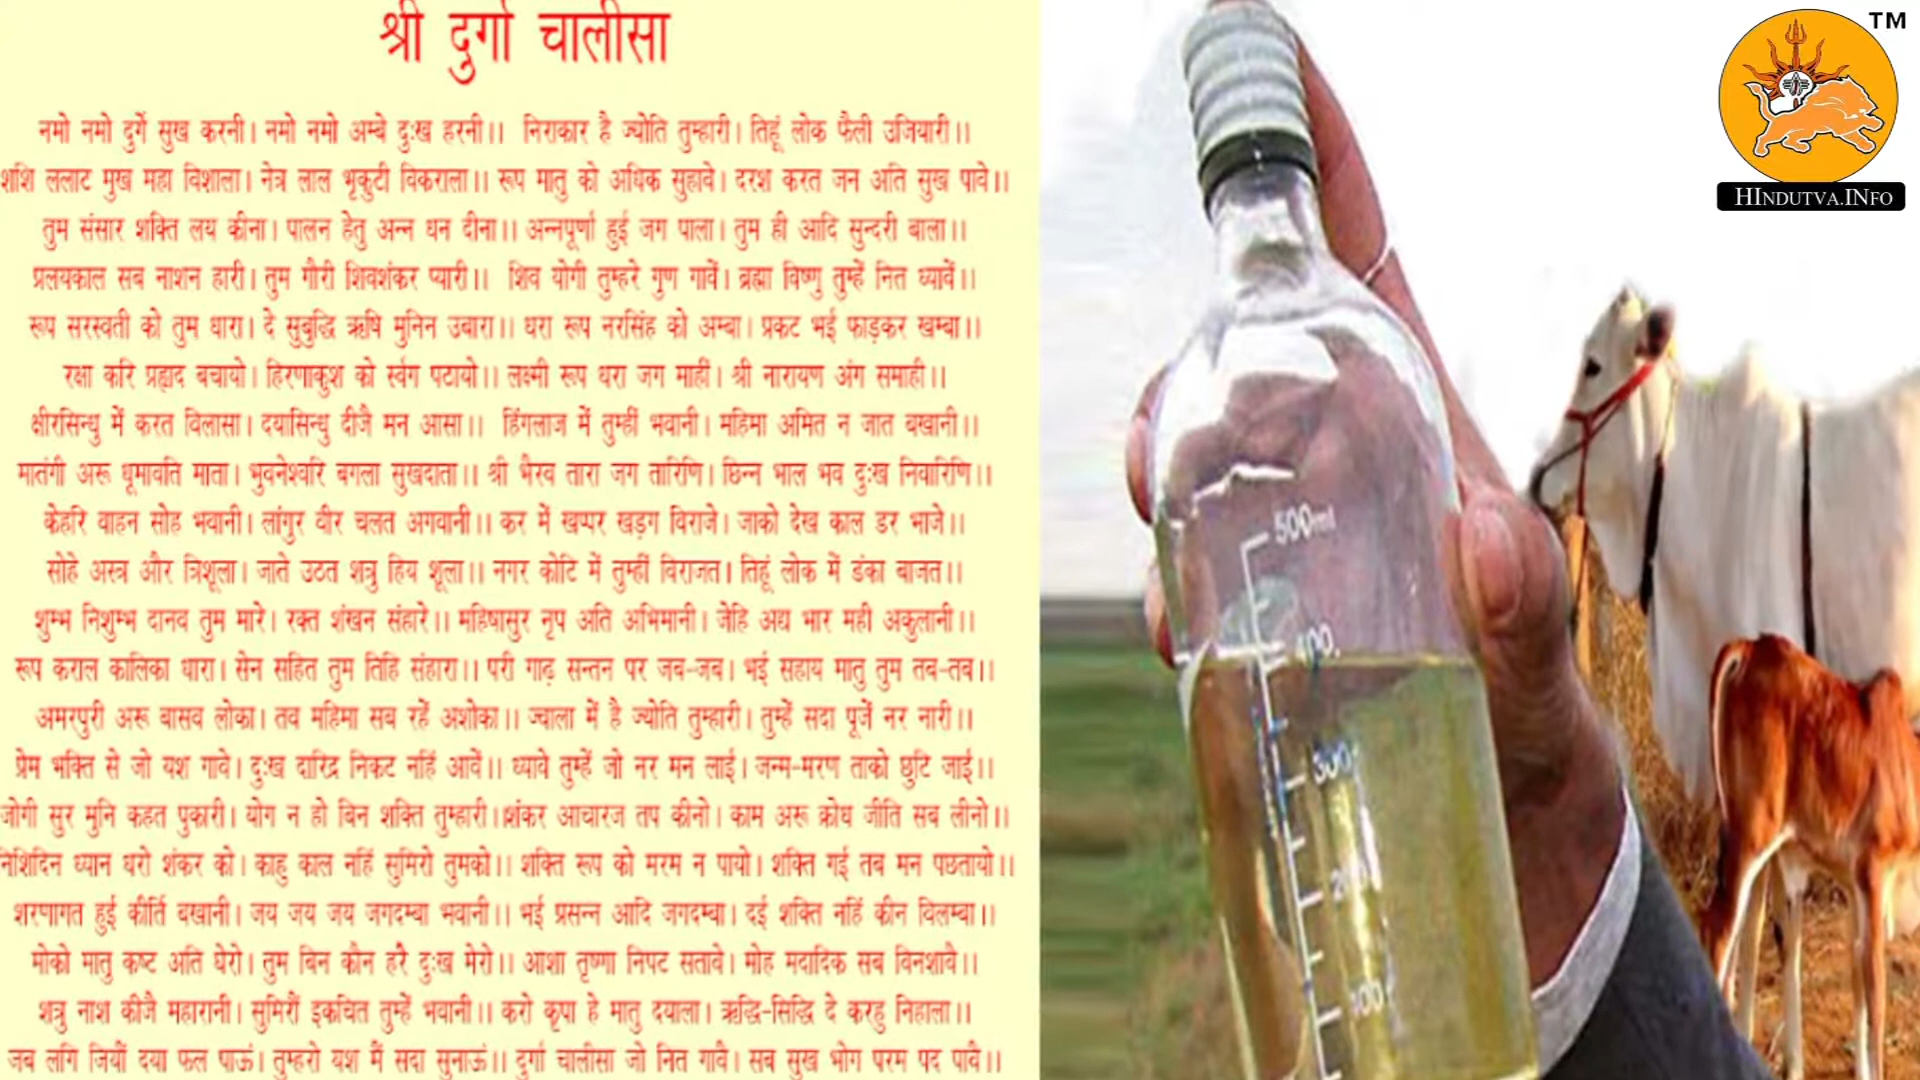 श्री दुर्गा चालीसा
नमो नमो दुर्गे सुख करनी। नमो नमो अम्बे दुःख हरनी।। निराकार है ज्योति तुम्हारी। तिहूं लोक फैली उजियारी।।
शशि ललाट मुख महा विशाला। नेत्र लाल भृकुटी विकराला।। रूप मातु को अधिक सुहावे। दरश करत जन अति सुख पावे।।
तुम संसार शक्ति लय कीना। पालन हेतु अन्न धन दीना।। अन्नपूर्णा हुई जग पाला। तुम ही आदि सुन्दरी बाला।।
प्रलयकाल सब नाशन हारी। तुम गौरी शिवशंकर प्यारी।। शिव योगी तुम्हरे गुण गावें। ब्रह्मा विष्णु तुम्हें नित ध्यावें।।
रूप सरस्वती को तुम धारा। दे सुबुद्धि ऋषि मुनिन उबारा।। धरा रूप नरसिंह को अम्बा। प्रकट भई फाड़कर खम्बा।।
रक्षा करि प्रह्लाद बचायो। हिरणाकुश को स्वंग पठायो।। लक्ष्मी रूप धरा जग माहीं। श्री नारायण अंग समाही।।
क्षीरसिन्धु में करत विलासा। दयासिन्धु दीजै मन आसा।। हिंगलाज में तुम्हीं भवानी। महिमा अमित न जात बखानी।।
मातंगी अरू धूमावति माता। भुवनेश्वरि बगला सुखदाता।। श्री भैरव तारा जग तारिणि। छिन्न भाल भव दुःख निवारिणि।।
केहरि वाहन सोह भवानी। लांगुर वीर चलत अगवानी।। कर में खप्पर खड़ग विराजे। जाको देख काल डर भाजे।।
सोहे अस्त्र और त्रिशूला। जाते उठत शत्रु हिय शूला।। नगर कोटि में तुम्हीं विराजत। तिहूं लोक में डंका बाजत।।
शुम्भ निशुम्भ दानव तुम मारे। रक्त शंखन संहारे।। महिषासुर नृप अति अभिमानी। जेहि अद्य भार मही अकुलानी।।
रूप कराल कालिका धारा। सेन सहित तुम तिहि संहारा।। परी गाढ़ सन्तन पर जब-जब। भई सहाय मातु तुम तब-तब।।
अमरपुरी अरू बासव लोका। तव महिमा सब रहें अशोका।। ज्वाला में है ज्योति तुम्हारी। तुम्हें सदा पूजें नर नारी।।
प्रेम भक्ति से जो यश गावे। दुःख दारिद्र निकट नहिं आवें।। ध्यावे तुम्हें जो नर मन लाई। जन्म-मरण ताको छुटि जाई।।
जोगी सुर मुनि कहत पुकारी। योग न हो बिन शक्ति तुम्हारी।।शंकर आचारज तप कीनो। काम अरू क्रोध जीति सब लीनो।।
निशिदिन ध्यान धरो शंकर को। काहु काल नहिं सुमिरो तुमको।। शक्ति रूप को मरम न पायो। शक्ति गई तब मन पछतायो।।
शरणागत हुई कीर्ति बखानी। जय जय जय जगदम्बा भवानी।। भई प्रसन्न आदि जगदम्बा। दई शक्ति नहिं कीन विलम्बा।।
मोको मातु कष्ट अति घेरो। तुम बिन कौन हरै दुःख मेरो।। आशा तृष्णा निपट सतावे। मोह मदादिक सब विनशावै।।
शत्रु नाश कीजै महारानी। सुमिरौं इकचित तुम्हें भवानी।। करो कृपा हे मातु दयाला। ऋद्धि-सिद्धि दे करहु निहाला।।
जब लगि जियौं दया फल पाऊं। तुम्हरो यश मैं सदा सुनाऊं।। दुर्गा चालीसा जो नित गावै। सब सुख भोग परम पद पावै।।
TM
HINDUTVA.INFO
500ml
400
300
200
100